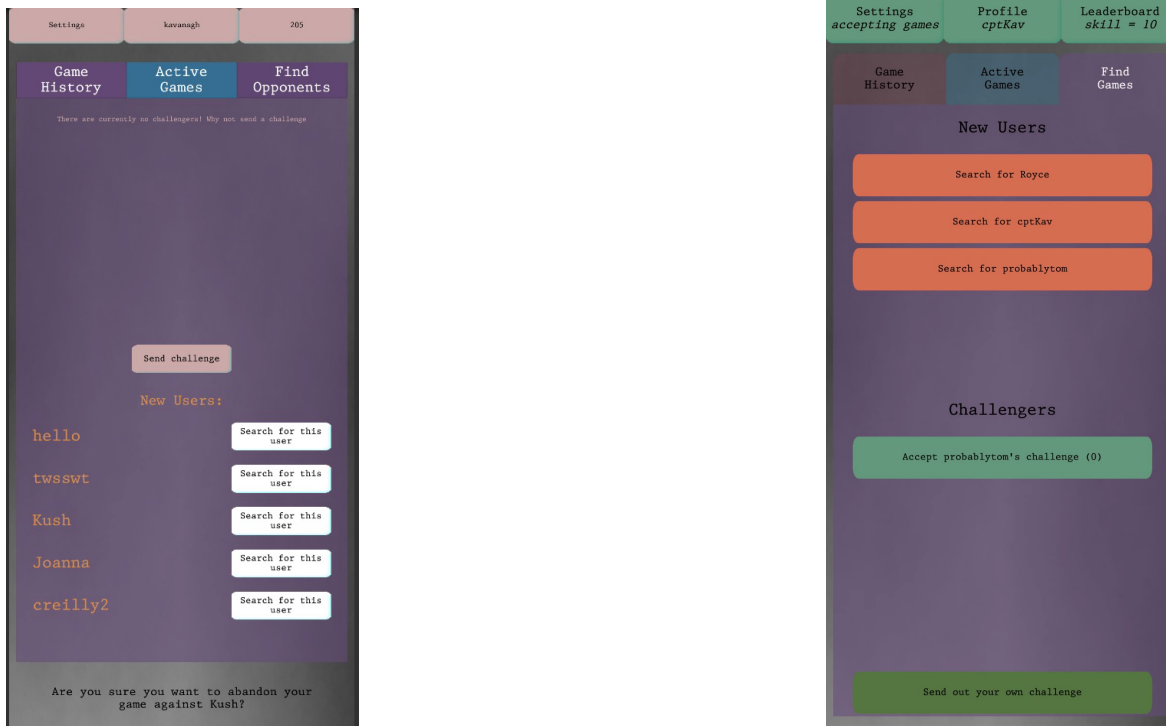 Settings
kavanagh
205
Game
History
Active
Games
Find
Opponents
There are currently no challengers! Why not send a challenge
Send challenge
New Users:
hello
Search for this
user
twsswt
Search for this
user
Kush
Search for this
user
Joanna
Search for this
user
creilly2
Search for this
user
Are you sure you want to abandon your
game against Kush?
Settings
accepting games
Profile
cptKav
Leaderboard
skill = 10
Game
History
Active
Games
Find
Games
New Users
Search for Royce
Search for cptKav
Search for probablytom
Challengers
Accept probablytom's challenge (0)
Send out your own challenge